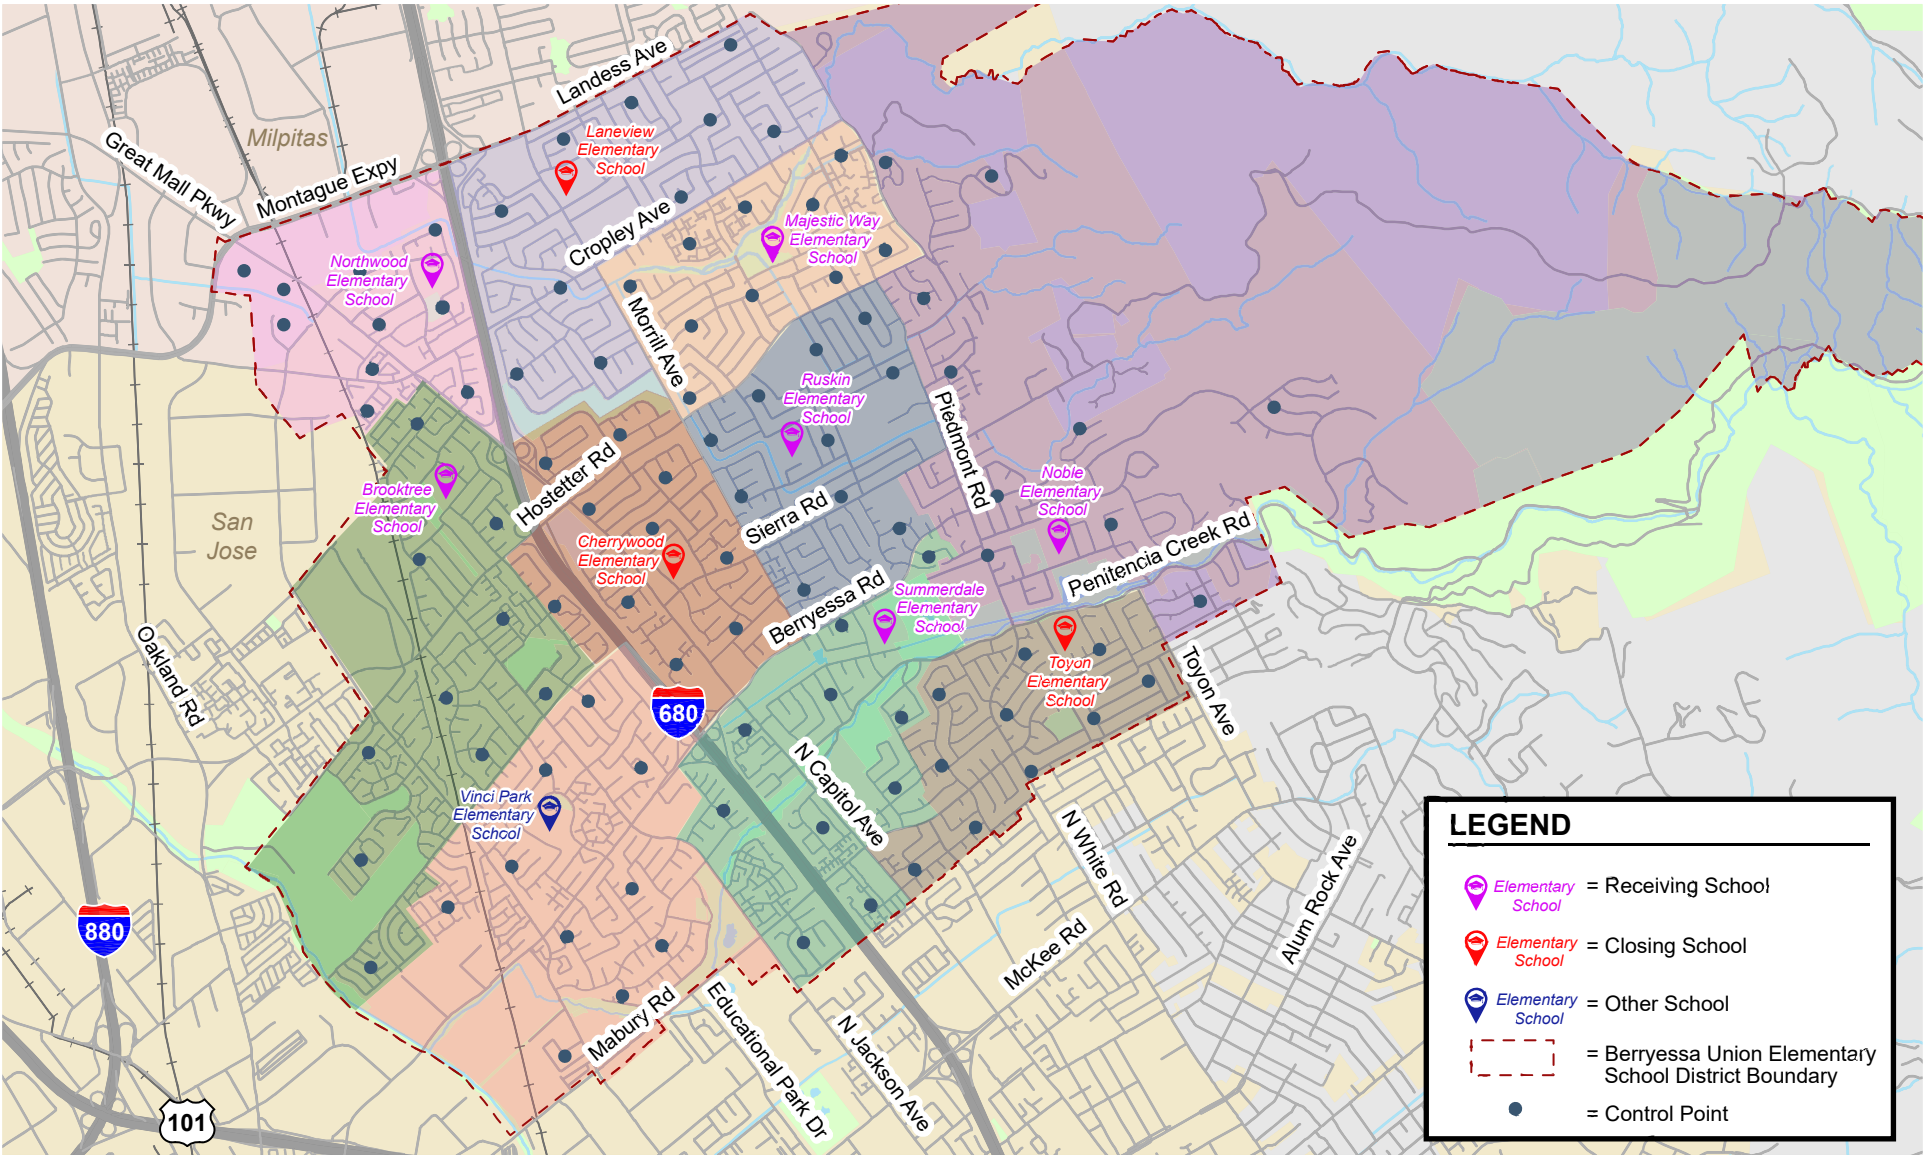 Landess Ave
Milpitas
Great Mall Pkwy
Montague Expy
Laneview
Elementary
School
Cropley Ave
Majestic Way
Elementary
School
Northwood
Elementary
School
Morrill Ave
Ruskin
Elementary
School
Piedmont Rd
Hostetter Rd
Brooktree
Elementary
School
San
Jose
Sierra Rd
Noble
Elementary
School
Cherrywood
Elementary
School
Penitencia Creek Rd
Berryessa Rd
Summerdale
Elementary
School
Oakland Rd
Toyon
Elementary
School
Toyon Ave
680
N Capitol Ave
Vinci Park
Elementary
School
N White Rd
Alum Rock Ave
880
McKee Rd
Mabury Rd
Educational Park Dr
N Jackson Ave
101
LEGEND
Elementary
School
= Receiving School
Elementary
School
= Closing School
Elementary
School
= Other School
= Berryessa Union Elementary
School District Boundary
= Control Point